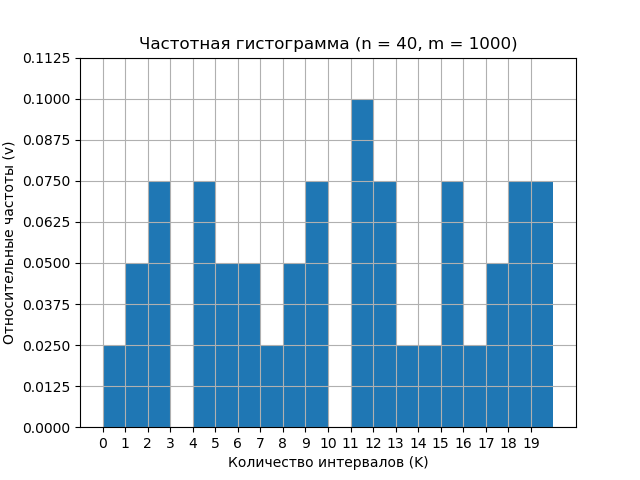 Частотная гистограмма (n = 40, m = 1000)
0.1125
0.1000
0.0875
0.0750
0.0625
0.0500
0.0375
0.0250
0.0125
0.0000
Относительные частоты (v)
0 1 2 3 4 5 6 7 8 9 10 11 12 13 14 15 16 17 18 19
Количество интервалов (K)